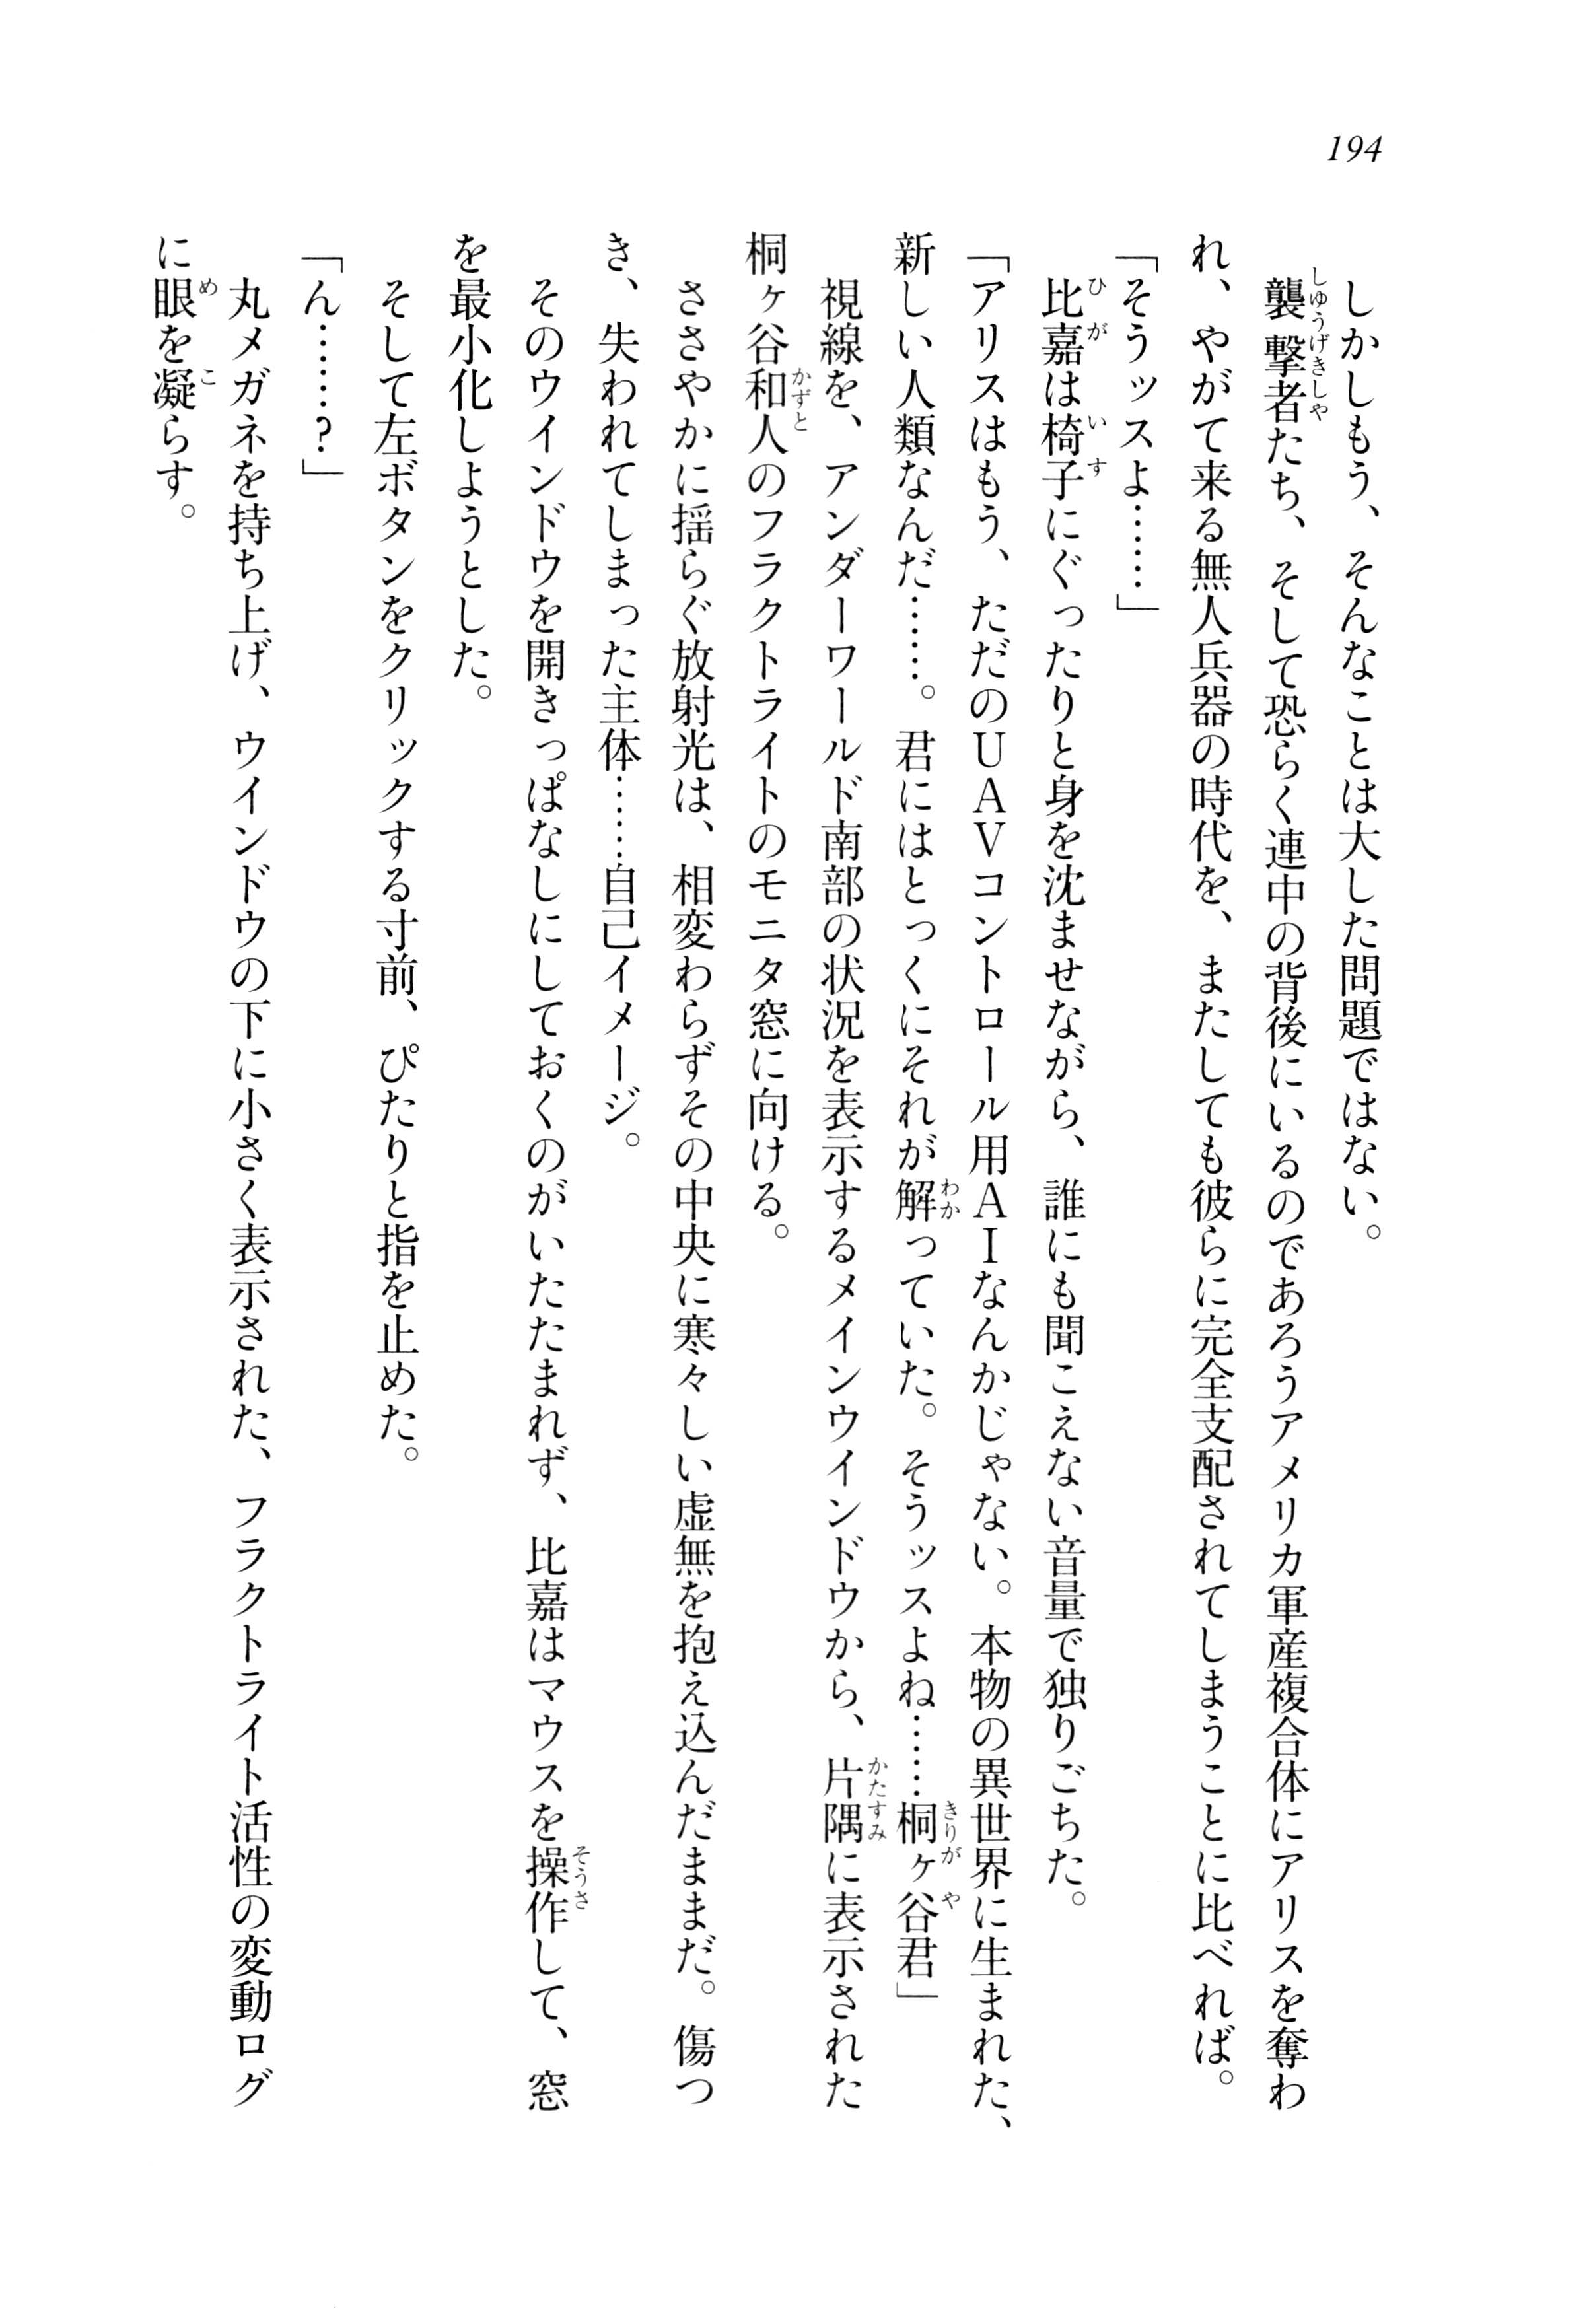 194
しかしもう、そんなことは大した問題ではない。
襲撃者たち、そして恐らく連中の背後にいるのであろうアメリカ軍産複合体にアリスを奪わ
れ、やがて来る無人兵器の時代を、またしても彼らに完全支配されてしまうことに比べれば。
「そうッスよ……」
比嘉は椅子にぐったりと身を沈ませながら、誰にも聞こえない音量で独りごちた。
「アリスはもう、ただのＵＡＶコントロール用ＡＩなんかじゃない。本物の異世界に生まれた、
新しい人類なんだ……。君にはとっくにそれが解っていた。そうッスよね……桐ヶ谷君」
視線を、アンダーワールド南部の状況を表示するメインウインドウから、片隅に表示された
桐ヶ谷和人のフラクトライトのモニタ窓に向ける。
ささやかに揺らぐ放射光は、相変わらずその中央に寒々しい虚無を抱え込んだままだ。傷つ
き、失われてしまった主体……自己イメージ。
そのウインドウを開きっぱなしにしておくのがいたたまれず、比嘉はマウスを操作して、窓
を最小化しようとした。
そして左ボタンをクリックする寸前、ぴたりと指を止めた。
「ん……？」
丸メガネを持ち上げ、ウインドウの下に小さく表示された、フラクトライト活性の変動ログ
に眼を凝らす。